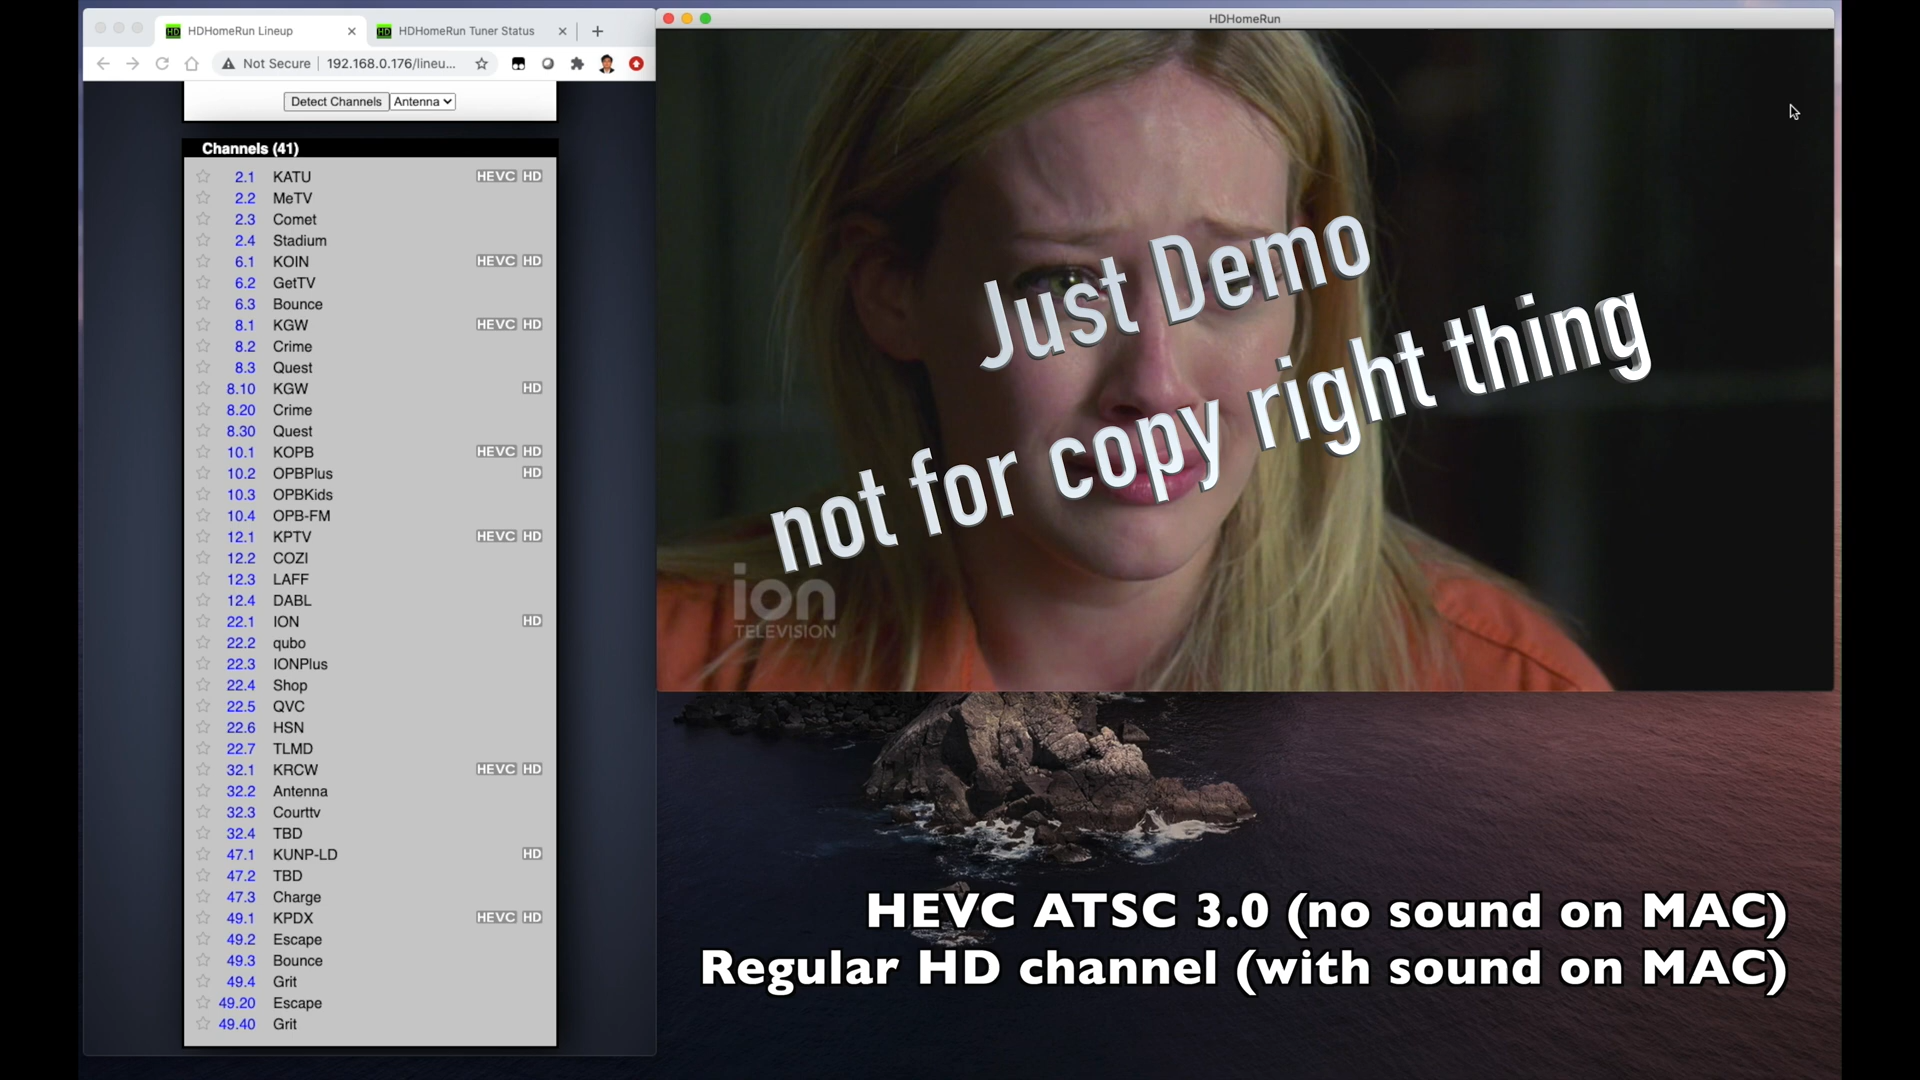 HDHomeRun Lineup
HDHomeRun Tuner Status
Not Secure
192.168.0.176/lineu...
Detect Channels
Antenna
Channels (41)
2.1 KATU HEVC HD
2.2 MeTV
2.3 Comet
2.4 Stadium
6.1 KOIN HEVC HD
6.2 GetTV
6.3 Bounce
8.1 KGW HEVC HD
8.2 Crime
8.3 Quest
8.10 KGW HD
8.20 Crime
8.30 Quest
10.1 KOPB HEVC HD
10.2 OPBPlus HD
10.3 OPBKids
10.4 OPB-FM
12.1 KPTV HEVC HD
12.2 COZI
12.3 LAFF
12.4 DABL
22.1 ION HD
22.2 qubo
22.3 IONPlus
22.4 Shop
22.5 QVC
22.6 HSN
22.7 TLMD
32.1 KRCW HEVC HD
32.2 Antenna
32.3 Courttv
32.4 TBD
47.1 KUNP-LD HD
47.2 TBD
47.3 Charge
49.1 KPDX HEVC HD
49.2 Escape
49.3 Bounce
49.4 Grit
49.20 Escape
49.40 Grit
HDHomeRun
Just Demo
not for copy right thing
ion
TELEVISION
HEVC ATSC 3.0 (no sound on MAC)
Regular HD channel (with sound on MAC)